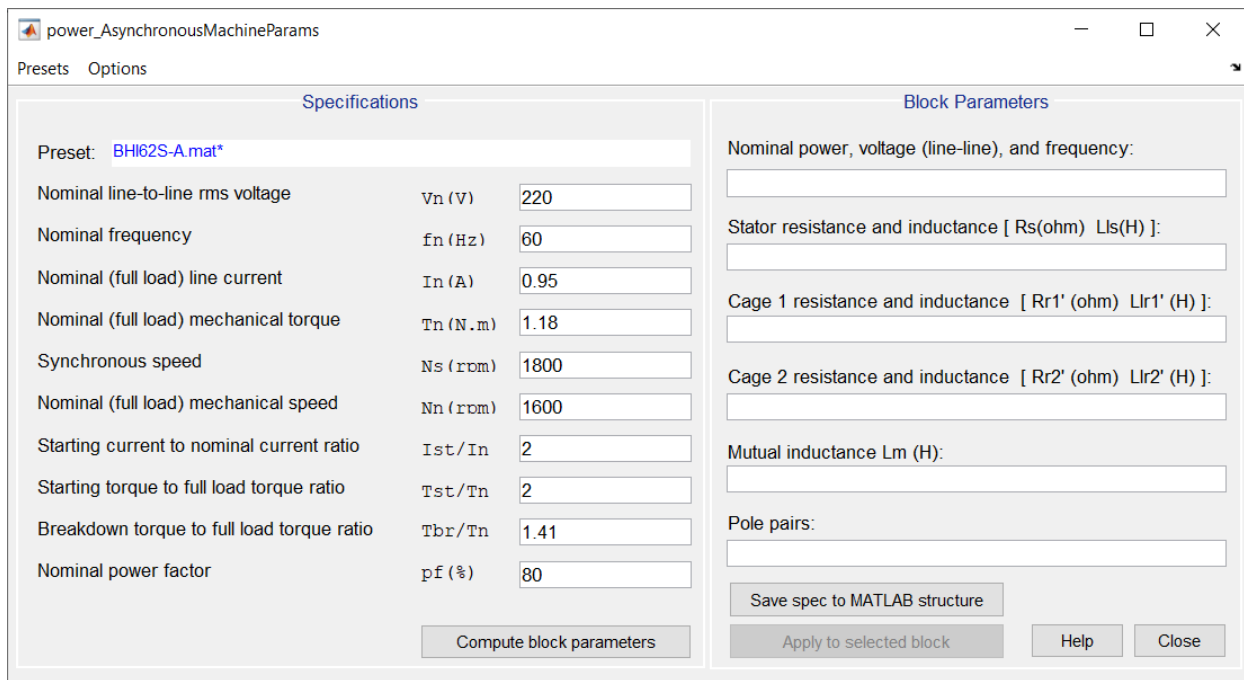 power_AsynchronousMachineParams
Presets Options
Specifications
Preset: BHI62S-A.mat*
Nominal line-to-line rms voltage Vn(V) 220
Nominal frequency fn(Hz) 60
Nominal (full load) line current In(A) 0.95
Nominal (full load) mechanical torque Tn(N.m) 1.18
Synchronous speed Ns(rpm) 1800
Nominal (full load) mechanical speed Nn(rpm) 1600
Starting current to nominal current ratio Ist/In 2
Starting torque to full load torque ratio Tst/Tn 2
Breakdown torque to full load torque ratio Tbr/Tn 1.41
Nominal power factor pf(%) 80
Compute block parameters
Block Parameters
Nominal power, voltage (line-line), and frequency:
Stator resistance and inductance [ Rs(ohm) Lls(H) ]:
Cage 1 resistance and inductance [ Rr1' (ohm) Llr1' (H) ]:
Cage 2 resistance and inductance [ Rr2' (ohm) Llr2' (H) ]:
Mutual inductance Lm (H):
Pole pairs:
Save spec to MATLAB structure
Apply to selected block Help Close